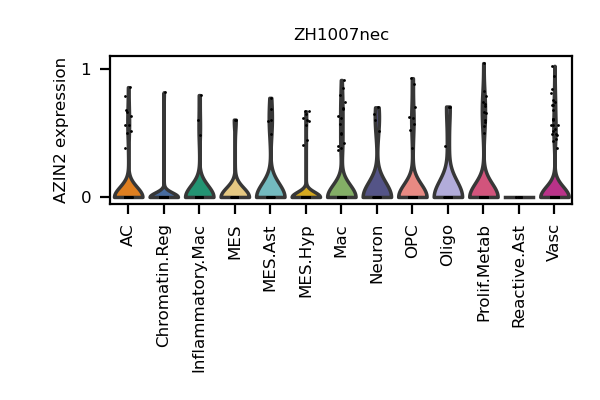 ZH1007nec
AZIN2 expression
1
0
AC
Chromatin.Reg
Inflammatory.Mac
MES
MES.Ast
MES.Hyp
Mac
Neuron
OPC
Oligo
Prolif.Metab
Reactive.Ast
Vasc